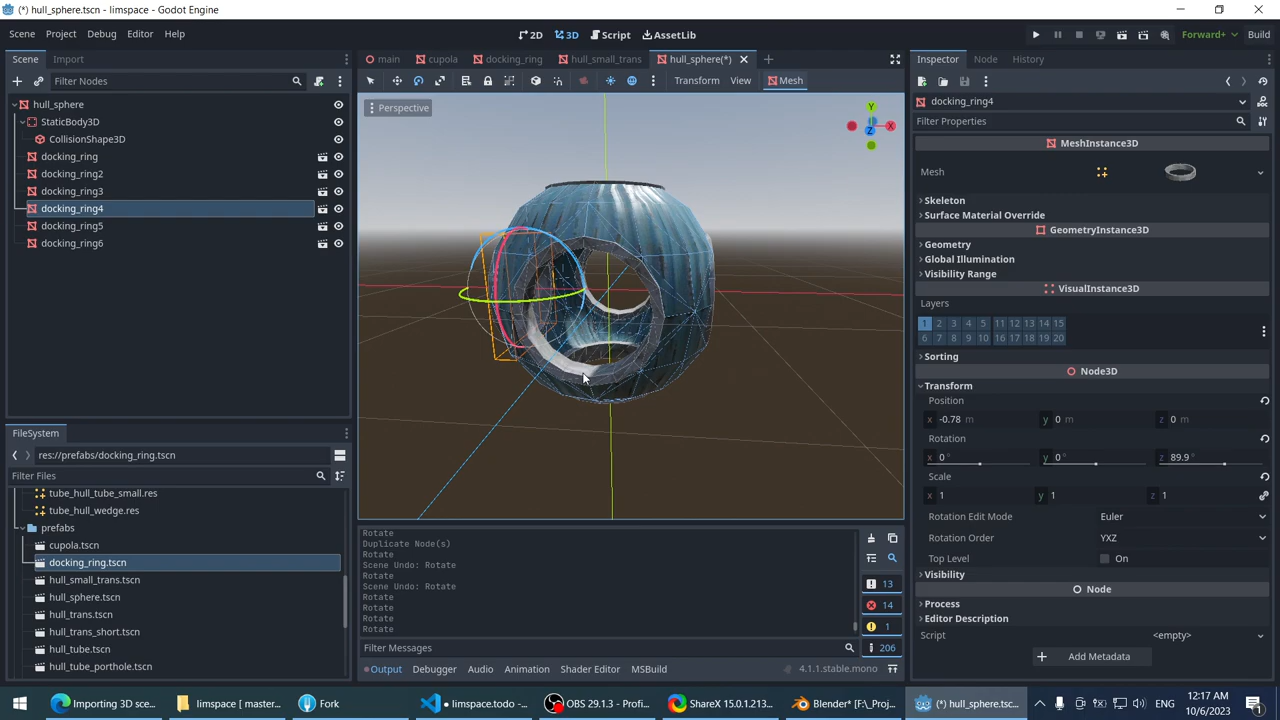 (*) hull_sphere.tscn - limspace - Godot Engine
Scene Project Debug Editor Help
2D 3D Script AssetLib
Forward+ Build
Scene Import
Filter Nodes
hull_sphere
StaticBody3D
CollisionShape3D
docking_ring
docking_ring2
docking_ring3
docking_ring4
docking_ring5
docking_ring6
FileSystem
res://prefabs/docking_ring.tscn
Filter Files
tube_hull_tube_small.res
tube_hull_wedge.res
prefabs
cupola.tscn
docking_ring.tscn
hull_small_trans.tscn
hull_sphere.tscn
hull_trans.tscn
hull_trans_short.tscn
hull_tube.tscn
hull_tube_porthole.tscn
main cupola docking_ring hull_small_trans hull_sphere(*)
Transform View Mesh
Perspective
Y
X
Z
Rotate
Duplicate Node(s)
Rotate
Scene Undo: Rotate
Rotate
Scene Undo: Rotate
Rotate
Rotate
Rotate
Rotate
13
14
1
206
Filter Messages
Output Debugger Audio Animation Shader Editor MSBuild
4.1.1.stable.mono
Inspector Node History
docking_ring4
Filter Properties
MeshInstance3D
Mesh
Skeleton
Surface Material Override
GeometryInstance3D
Geometry
Global Illumination
Visibility Range
VisualInstance3D
Layers
1 2 3 4 5 11 12 13 14 15
6 7 8 9 10 16 17 18 19 20
Sorting
Node3D
Transform
Position
x -0.78 m y 0 m z 0 m
Rotation
x 0° y 0° z 89.9°
Scale
x 1 y 1 z 1
Rotation Edit Mode Euler
Rotation Order YXZ
Top Level On
Visibility
Node
Process
Editor Description
Script <empty>
Add Metadata
Importing 3D sce...
limspace [ master...
Fork
● limspace.todo - ...
OBS 29.1.3 - Profi...
ShareX 15.0.1.213...
Blender* [F:\_Proj...
(*) hull_sphere.tsc...
12:17 AM
10/6/2023